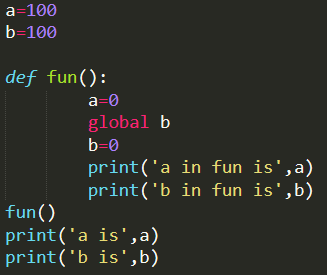 a=100
b=100
def fun():
        a=0
        global b
        b=0
        print('a in fun is',a)
        print('b in fun is',b)
fun()
print('a is',a)
print('b is',b)